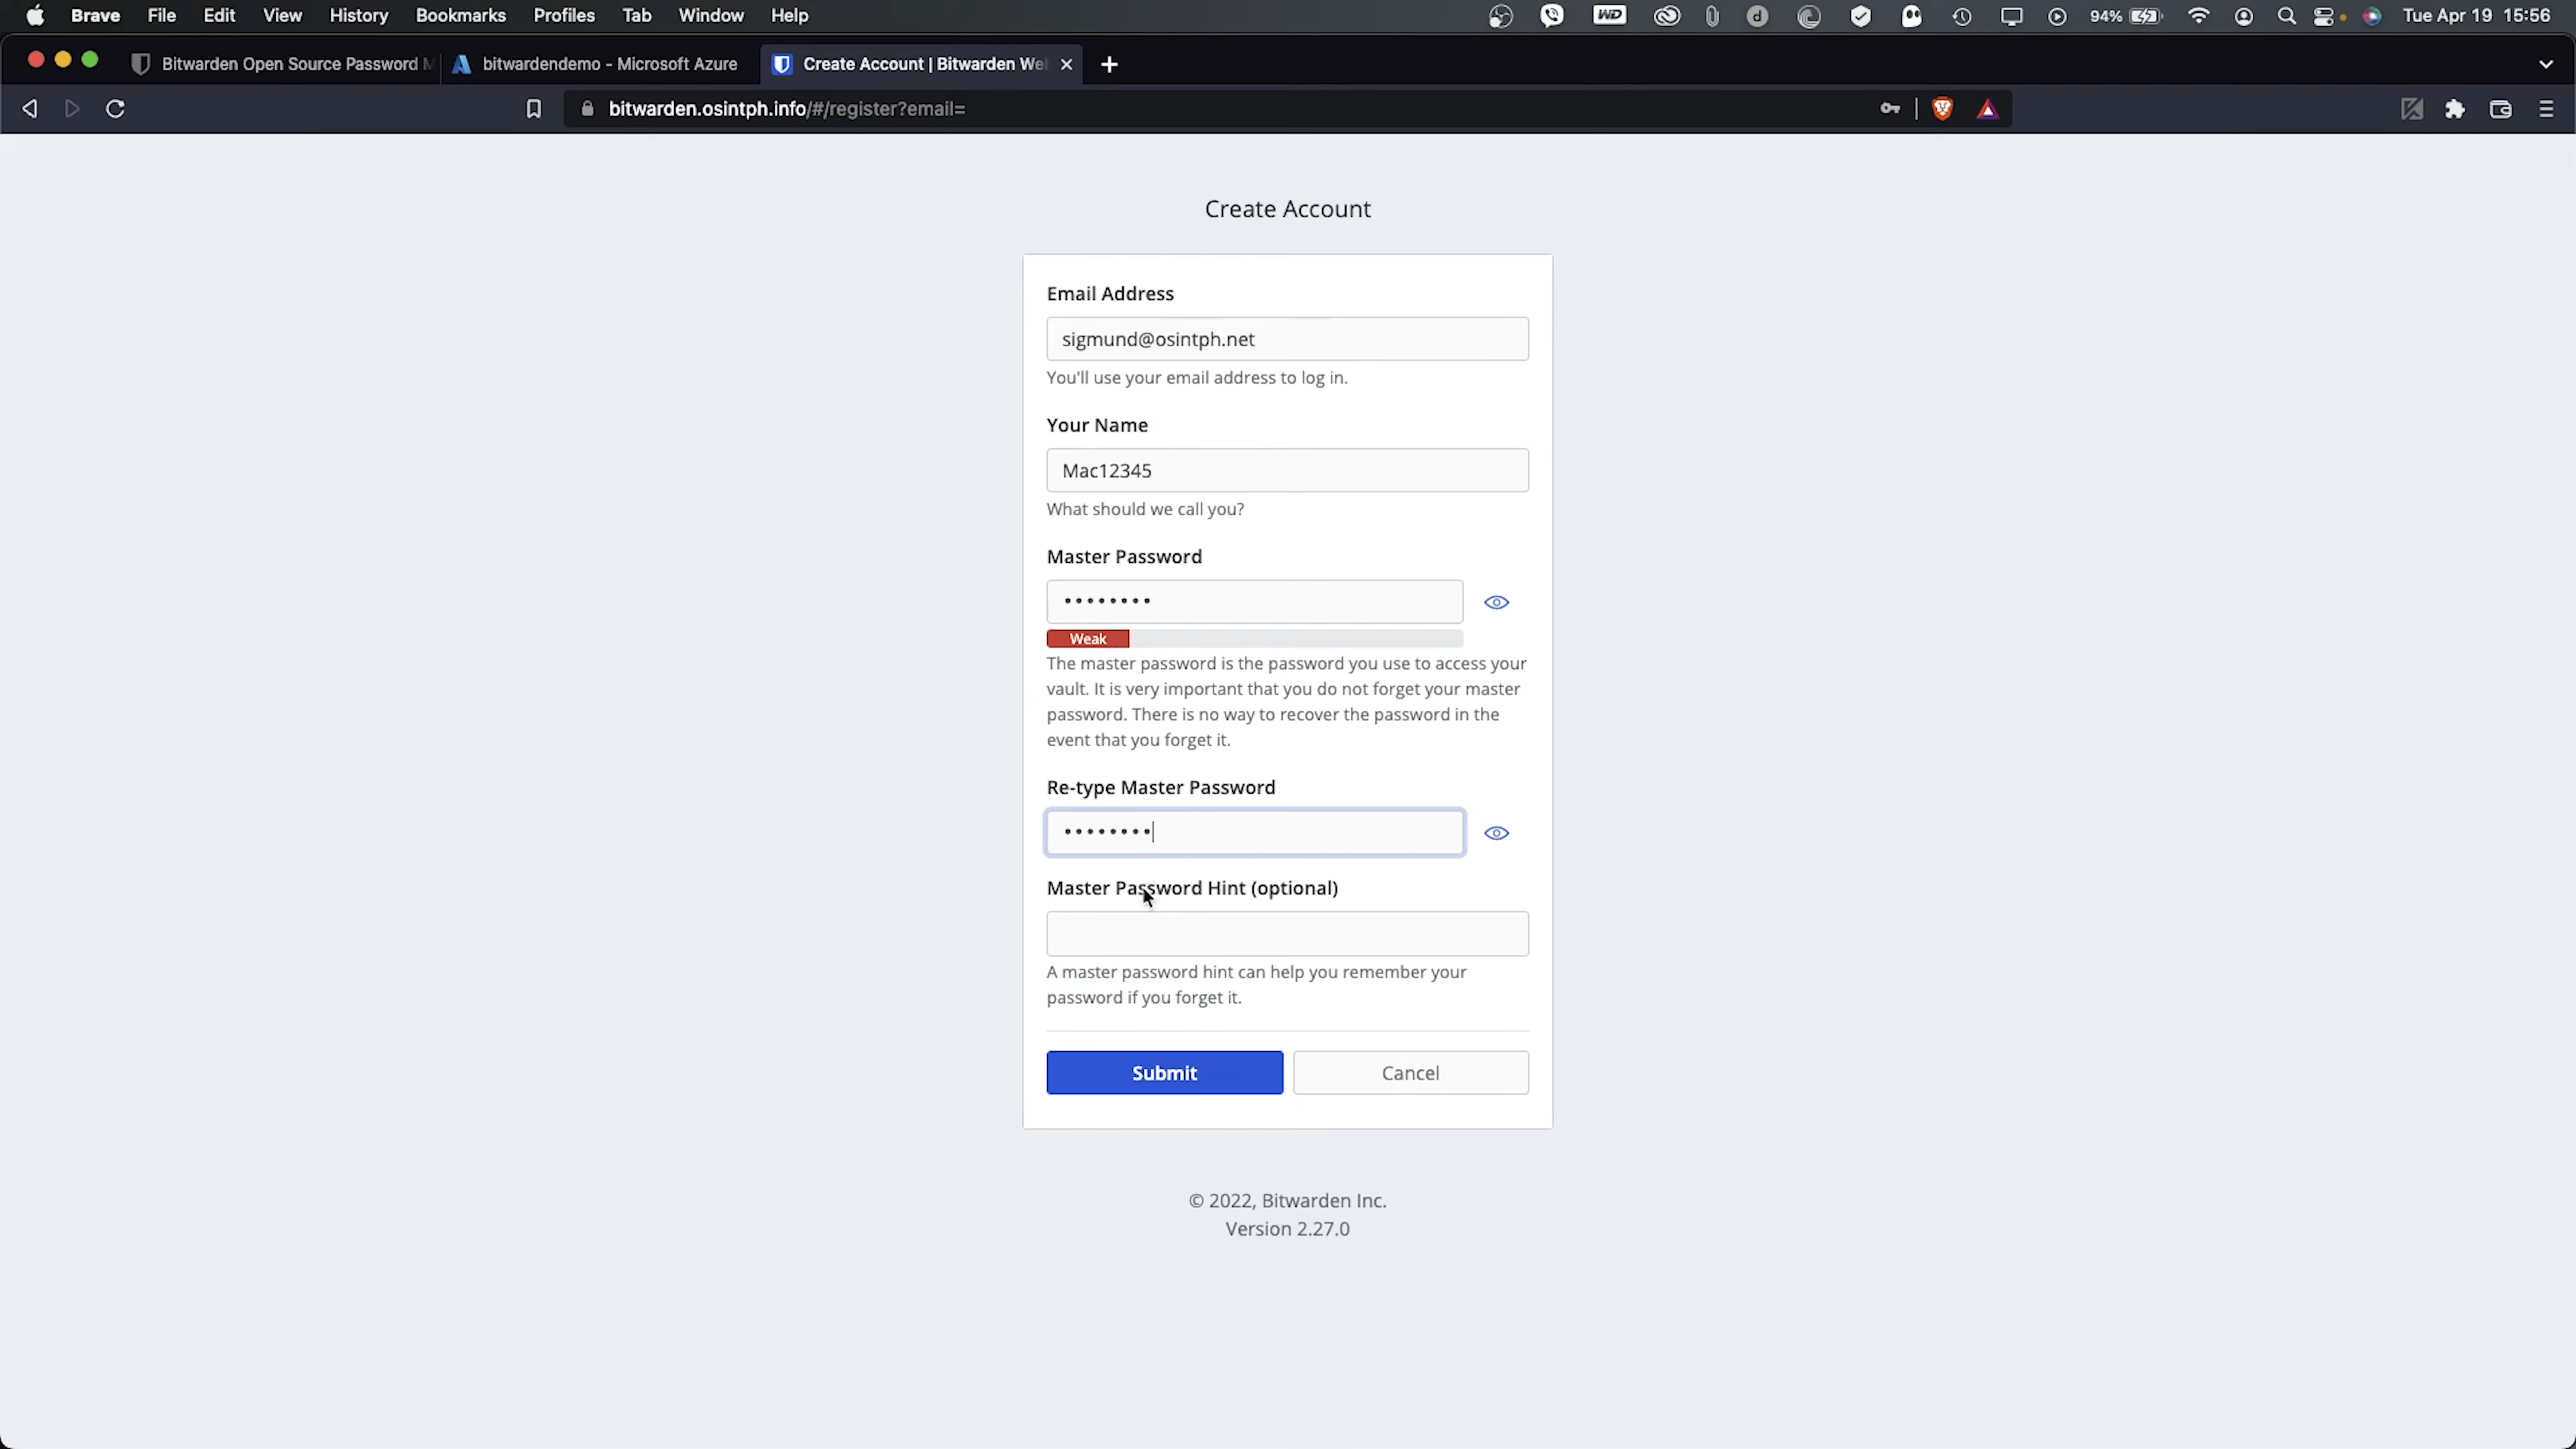 Brave File Edit View History Bookmarks Profiles Tab Window Help WD d 94% Tue Apr 19 15:56
Bitwarden Open Source Password M bitwardendemo - Microsoft Azure Create Account | Bitwarden We
bitwarden.osintph.info/#/register?email=
Create Account
Email Address
sigmund@osintph.net
You'll use your email address to log in.
Your Name
Mac12345
What should we call you?
Master Password
••••••••
Weak
The master password is the password you use to access your
vault. It is very important that you do not forget your master
password. There is no way to recover the password in the
event that you forget it.
Re-type Master Password
••••••••
Master Password Hint (optional)
A master password hint can help you remember your
password if you forget it.
Submit Cancel
© 2022, Bitwarden Inc.
Version 2.27.0